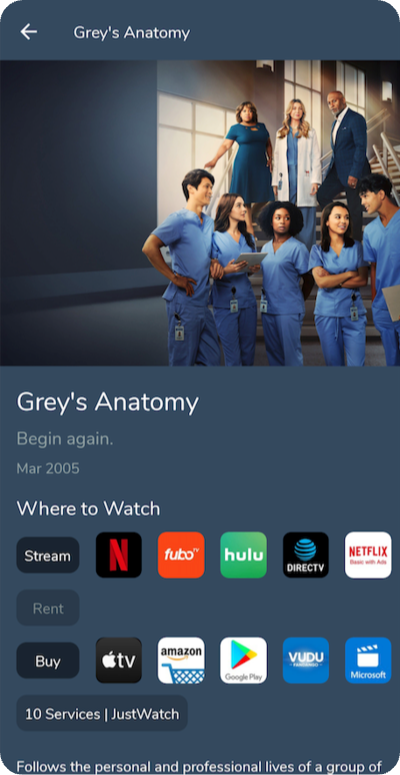 Grey's Anatomy
Grey's Anatomy
Begin again.
Mar 2005
Where to Watch
Stream
N
fuboTV
hulu
DIRECTV
NETFLIX
Basic with Ads
Rent
Buy
tv
amazon
Google Play
VUDU
FANDANGO
Microsoft
10 Services | JustWatch
Follows the personal and professional lives of a group of